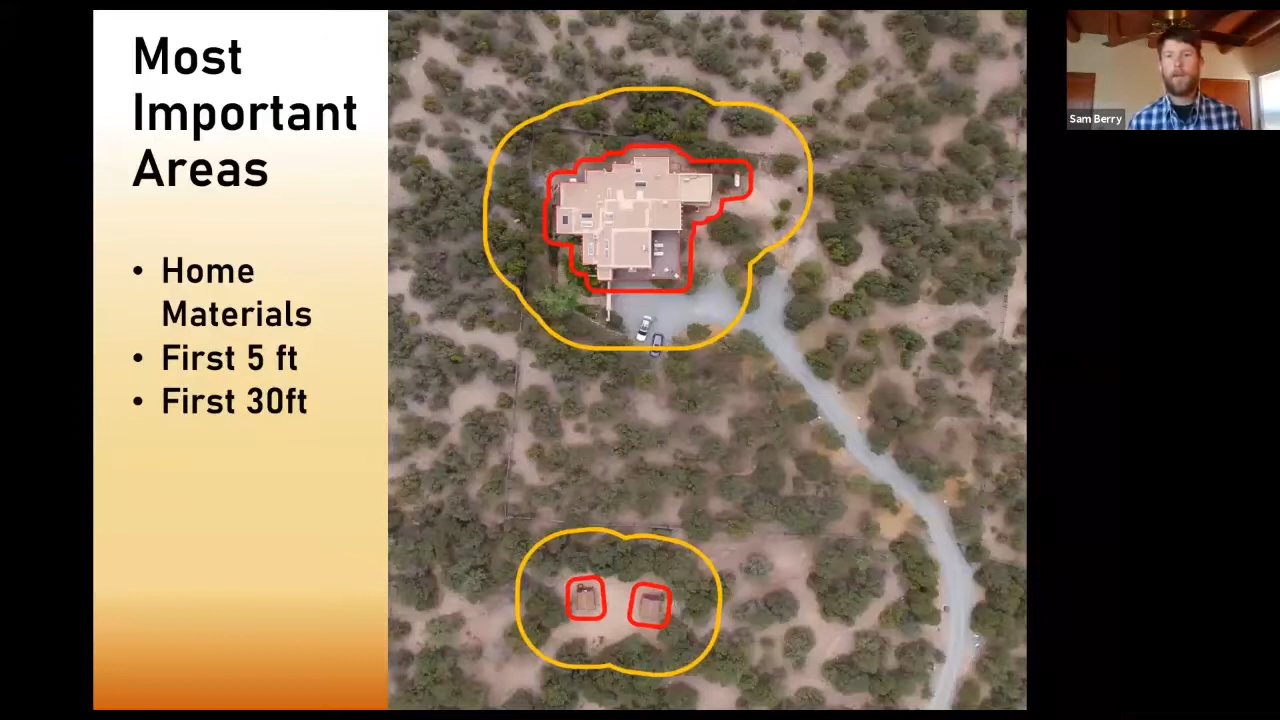 Most
Important
Areas
• Home
Materials
• First 5 ft
• First 30ft
Sam Berry